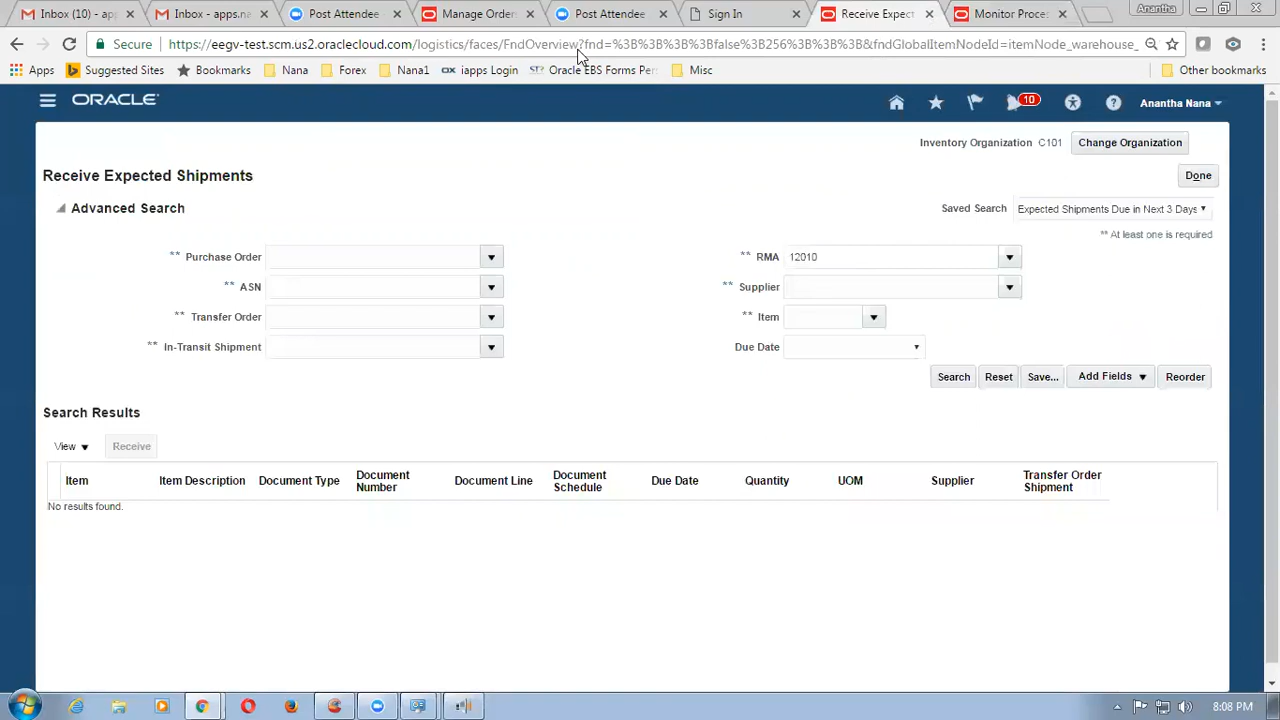 Inbox (10) - app
Inbox - apps.na
Post Attendee
Manage Order
Post Attendee
Sign In
Receive Expect
Monitor Proce
Anantha
Secure
https://eegv-test.scm.us2.oraclecloud.com/logistics/faces/FndOverview?fnd=%3B%3B%3B%3Bfalse%3B256%3B%3B%3B&fndGlobalItemNodeId=itemNode_warehouse_
Apps
Suggested Sites
Bookmarks
Nana
Forex
Nana1
iapps Login
Oracle EBS Forms Per
Misc
Other bookmarks
ORACLE
10
Anantha Nana
Inventory Organization C101
Change Organization
Receive Expected Shipments
Done
Advanced Search
Saved Search Expected Shipments Due in Next 3 Days
** At least one is required
** Purchase Order
** RMA 12010
** ASN
** Supplier
** Transfer Order
** Item
** In-Transit Shipment
Due Date
Search Reset Save... Add Fields Reorder
Search Results
View Receive
Item
Item Description
Document Type
Document Number
Document Line
Document Schedule
Due Date
Quantity
UOM
Supplier
Transfer Order Shipment
No results found.
8:08 PM